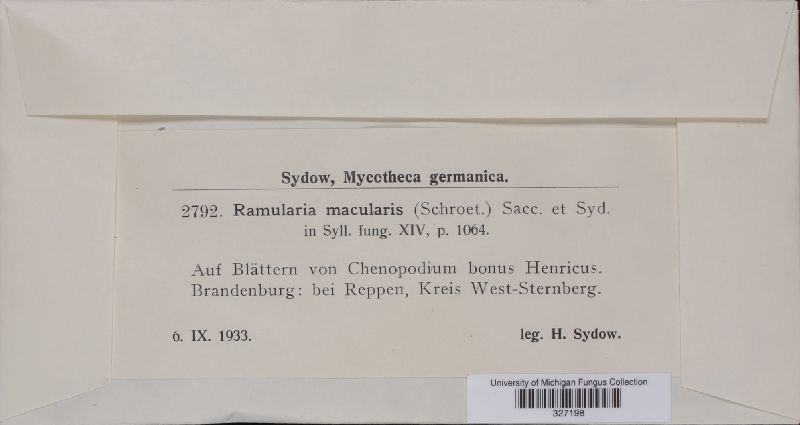 Sydow, Mycotheca germanica.
2792. Ramularia macularis (Schroet.) Sacc. et Syd.
in Syll. fung. XIV, p. 1064.
Auf Blättern von Chenopodium bonus Henricus.
Brandenburg: bei Reppen, Kreis West-Sternberg.
6. IX. 1933. leg. H. Sydow.
University of Michigan Fungus Collection
327198